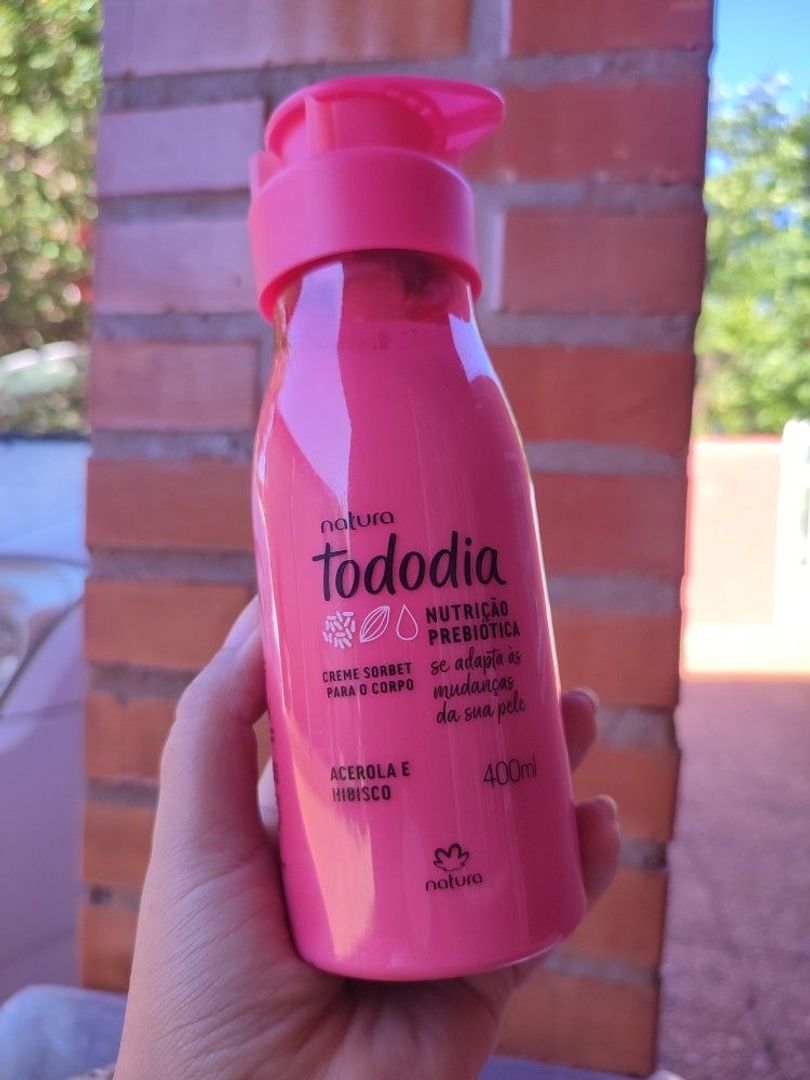 natura
tododia
NUTRIÇÃO
PREBIÓTICA
CREME SORBET
PARA O CORPO
se adapta às
mudanças
da sua pele
ACEROLA E
HIBISCO
400ml
natura